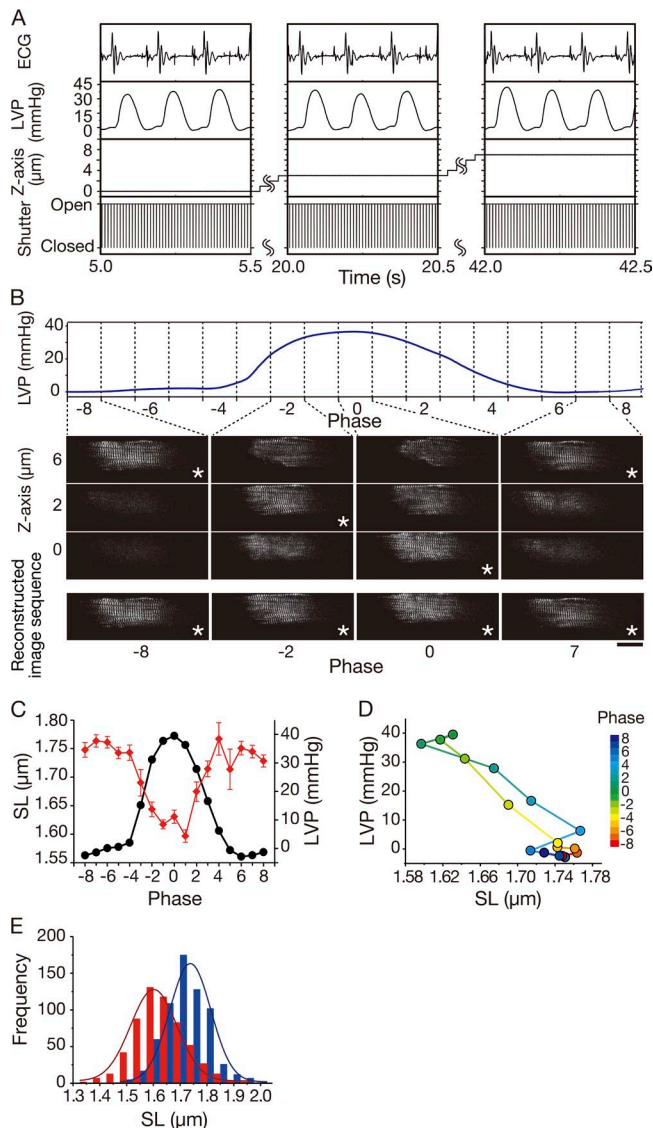 A
ECG
LVP
(mmHg)
45
30
15
0
Z-axis
(μm)
8
4
0
Shutter
Open
Closed
5.0 5.5 20.0 20.5 42.0 42.5
Time (s)
B
LVP (mmHg)
40
20
0
-8 -6 -4 -2 0 2 4 6 8
Phase
Z-axis (μm)
6
* *
2
*
0
*
Reconstructed
image sequence
* * * *
-8 -2 0 7
Phase
C
SL (μm)
1.80
1.75
1.70
1.65
1.60
1.55
40
30
20
10
0
LVP (mmHg)
-8 -6 -4 -2 0 2 4 6 8
Phase
D
LVP (mmHg)
40
30
20
10
0
1.58 1.62 1.66 1.70 1.74 1.78
SL (μm)
Phase
8
6
4
2
0
-2
-4
-6
-8
E
Frequency
200
150
100
50
0
1.3 1.4 1.5 1.6 1.7 1.8 1.9 2.0
SL (μm)